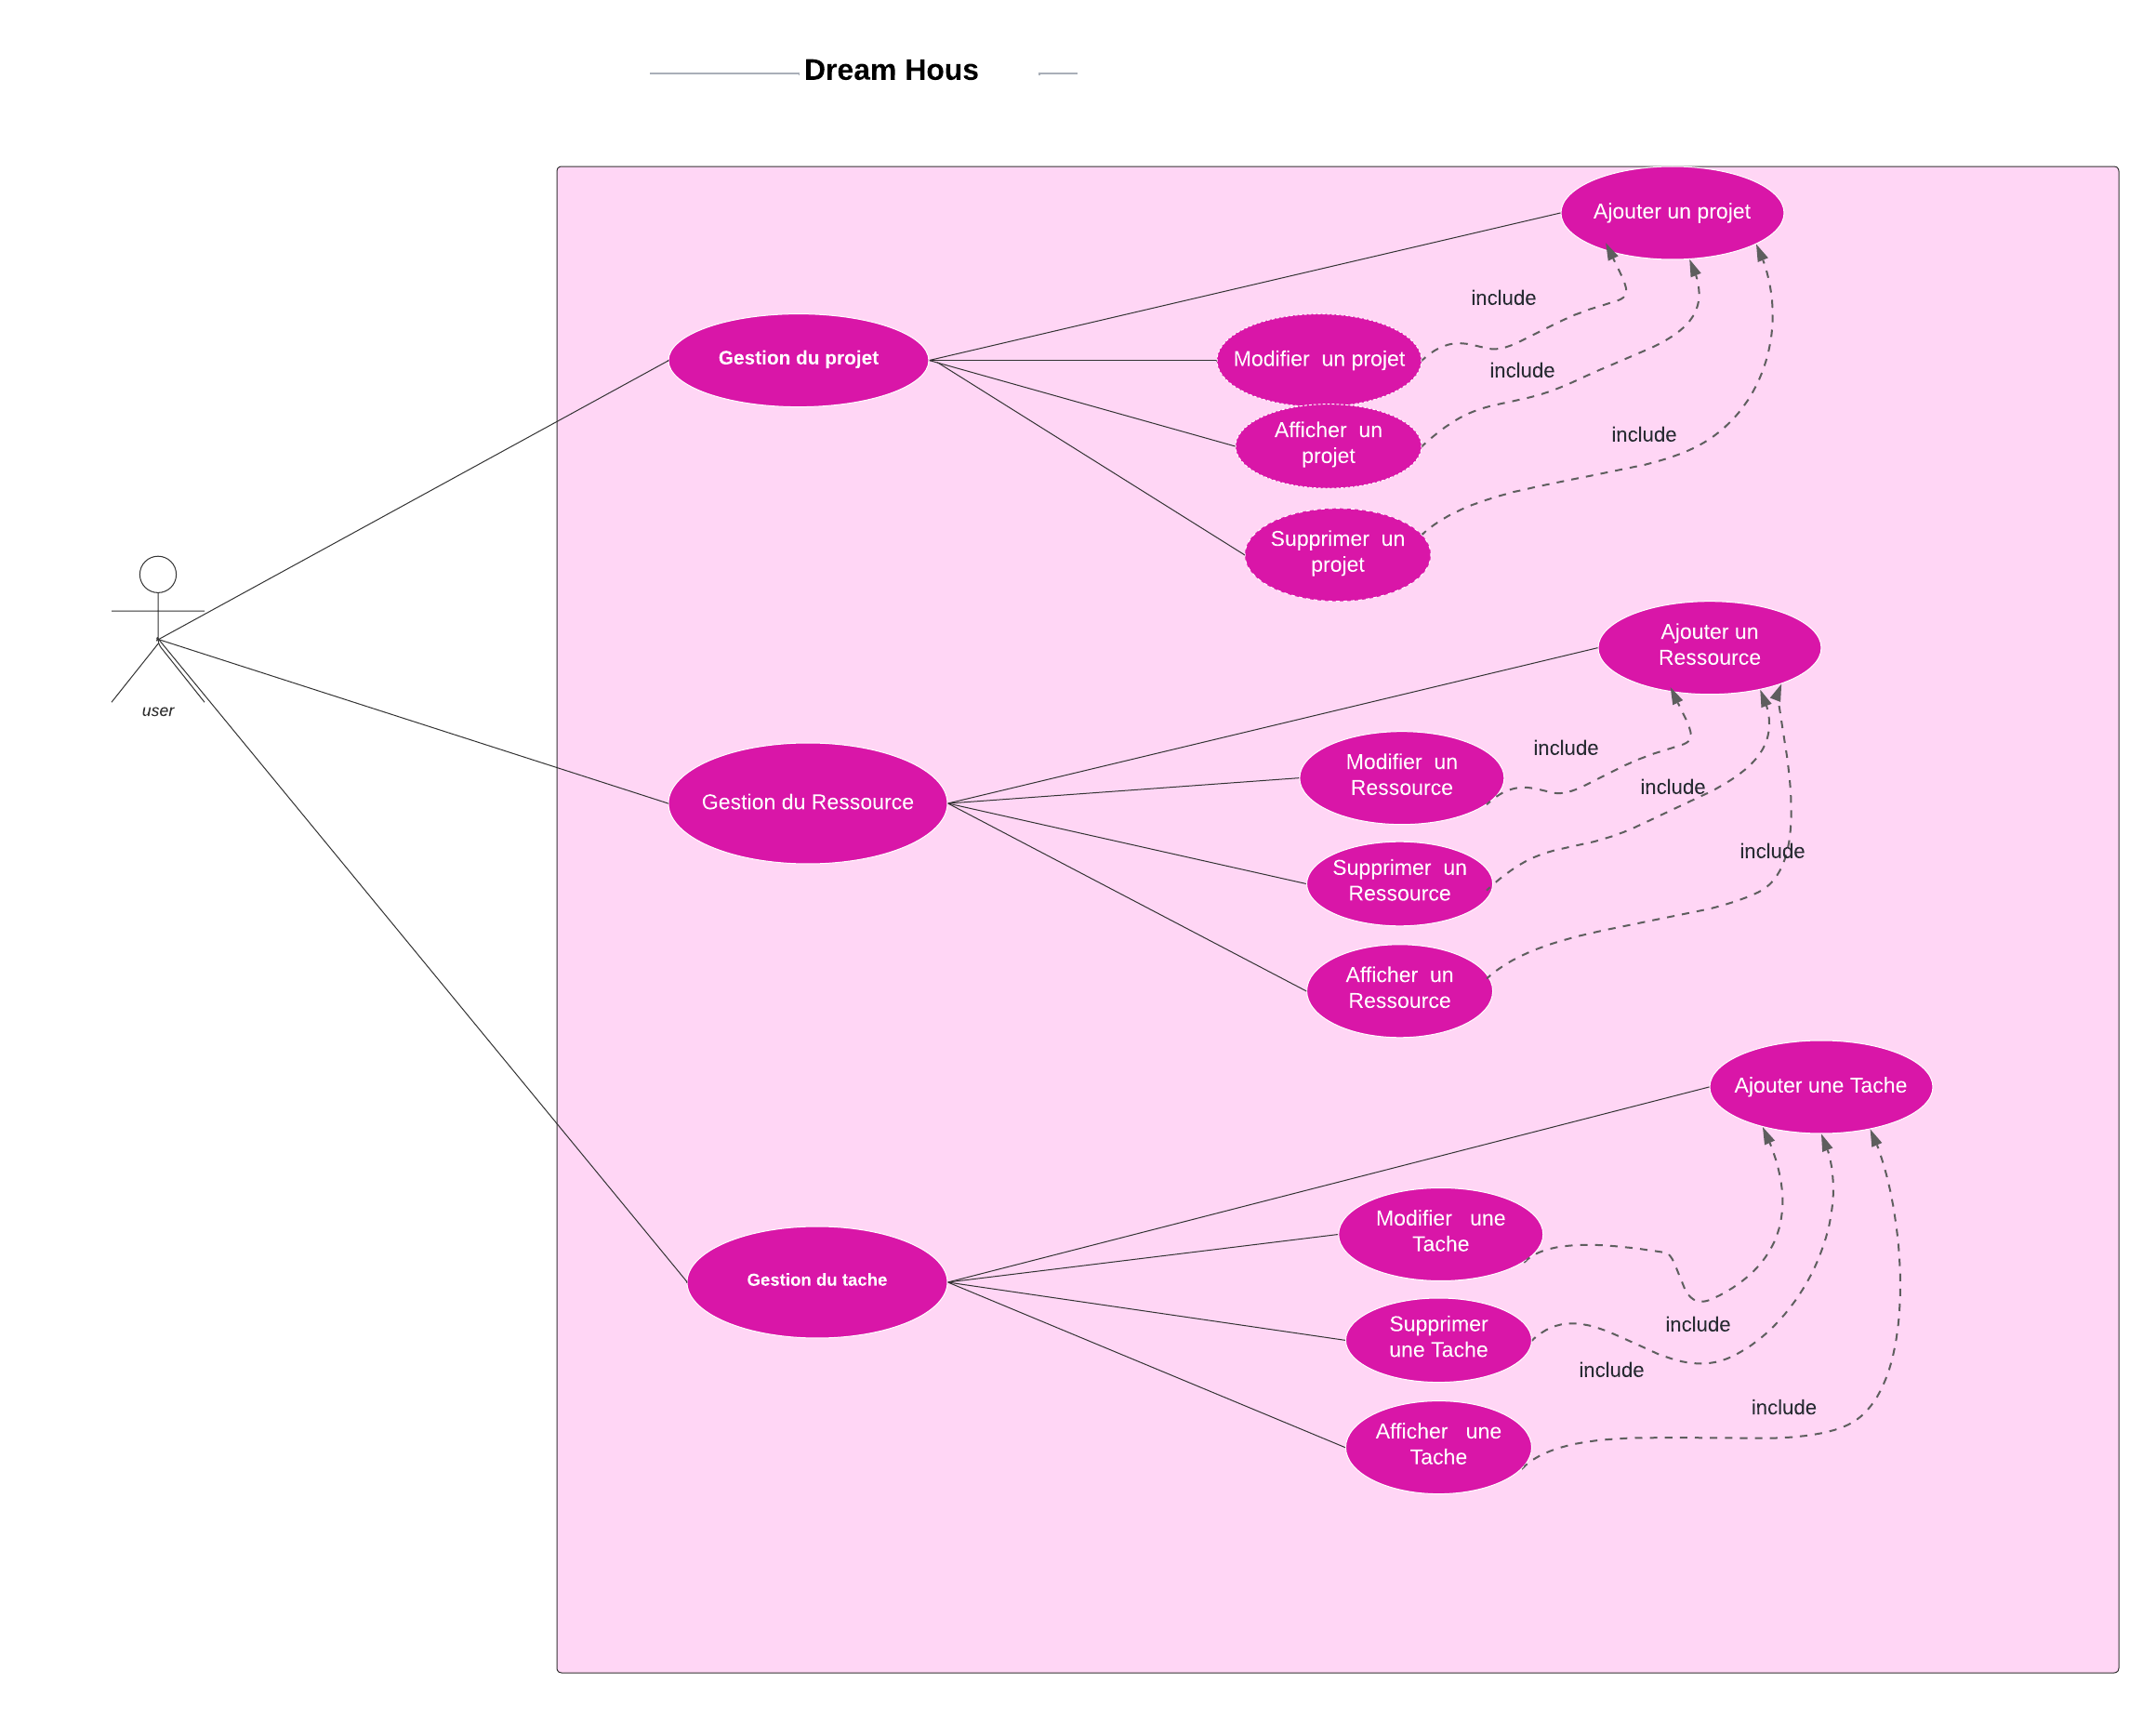 Dream Hous
Ajouter un projet
include
Gestion du projet
Modifier un projet
include
Afficher un
projet
include
Supprimer un
projet
Ajouter un
Ressource
user
include
Modifier un
Ressource
include
Gestion du Ressource
include
Supprimer un
Ressource
Afficher un
Ressource
Ajouter une Tache
Modifier une
Tache
Gestion du tache
include
Supprimer
une Tache
include
include
Afficher une
Tache